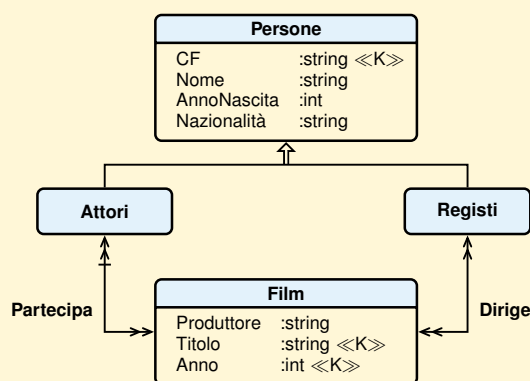 Persone
CF :string ≪K≫
Nome :string
AnnoNascita :int
Nazionalità :string
Attori
Registi
Partecipa
Dirige
Film
Produttore :string
Titolo :string ≪K≫
Anno :int ≪K≫